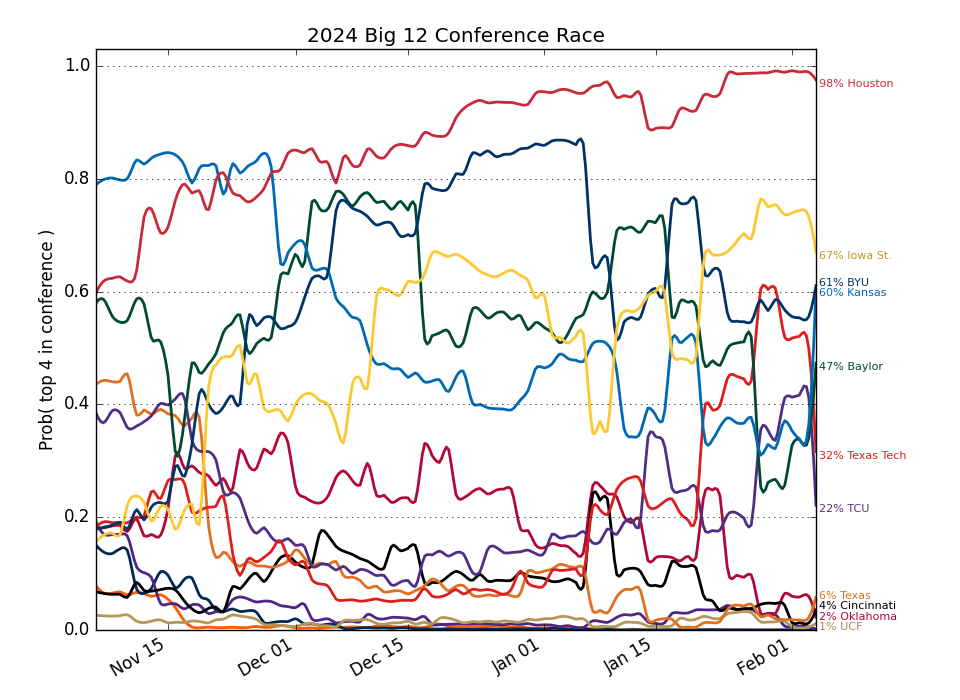 2024 Big 12 Conference Race
Prob( top 4 in conference )
1.0
0.8
0.6
0.4
0.2
0.0
Nov 15
Dec 01
Dec 15
Jan 01
Jan 15
Feb 01
98% Houston
67% Iowa St.
61% BYU
60% Kansas
47% Baylor
32% Texas Tech
22% TCU
6% Texas
4% Cincinnati
2% Oklahoma
1% UCF